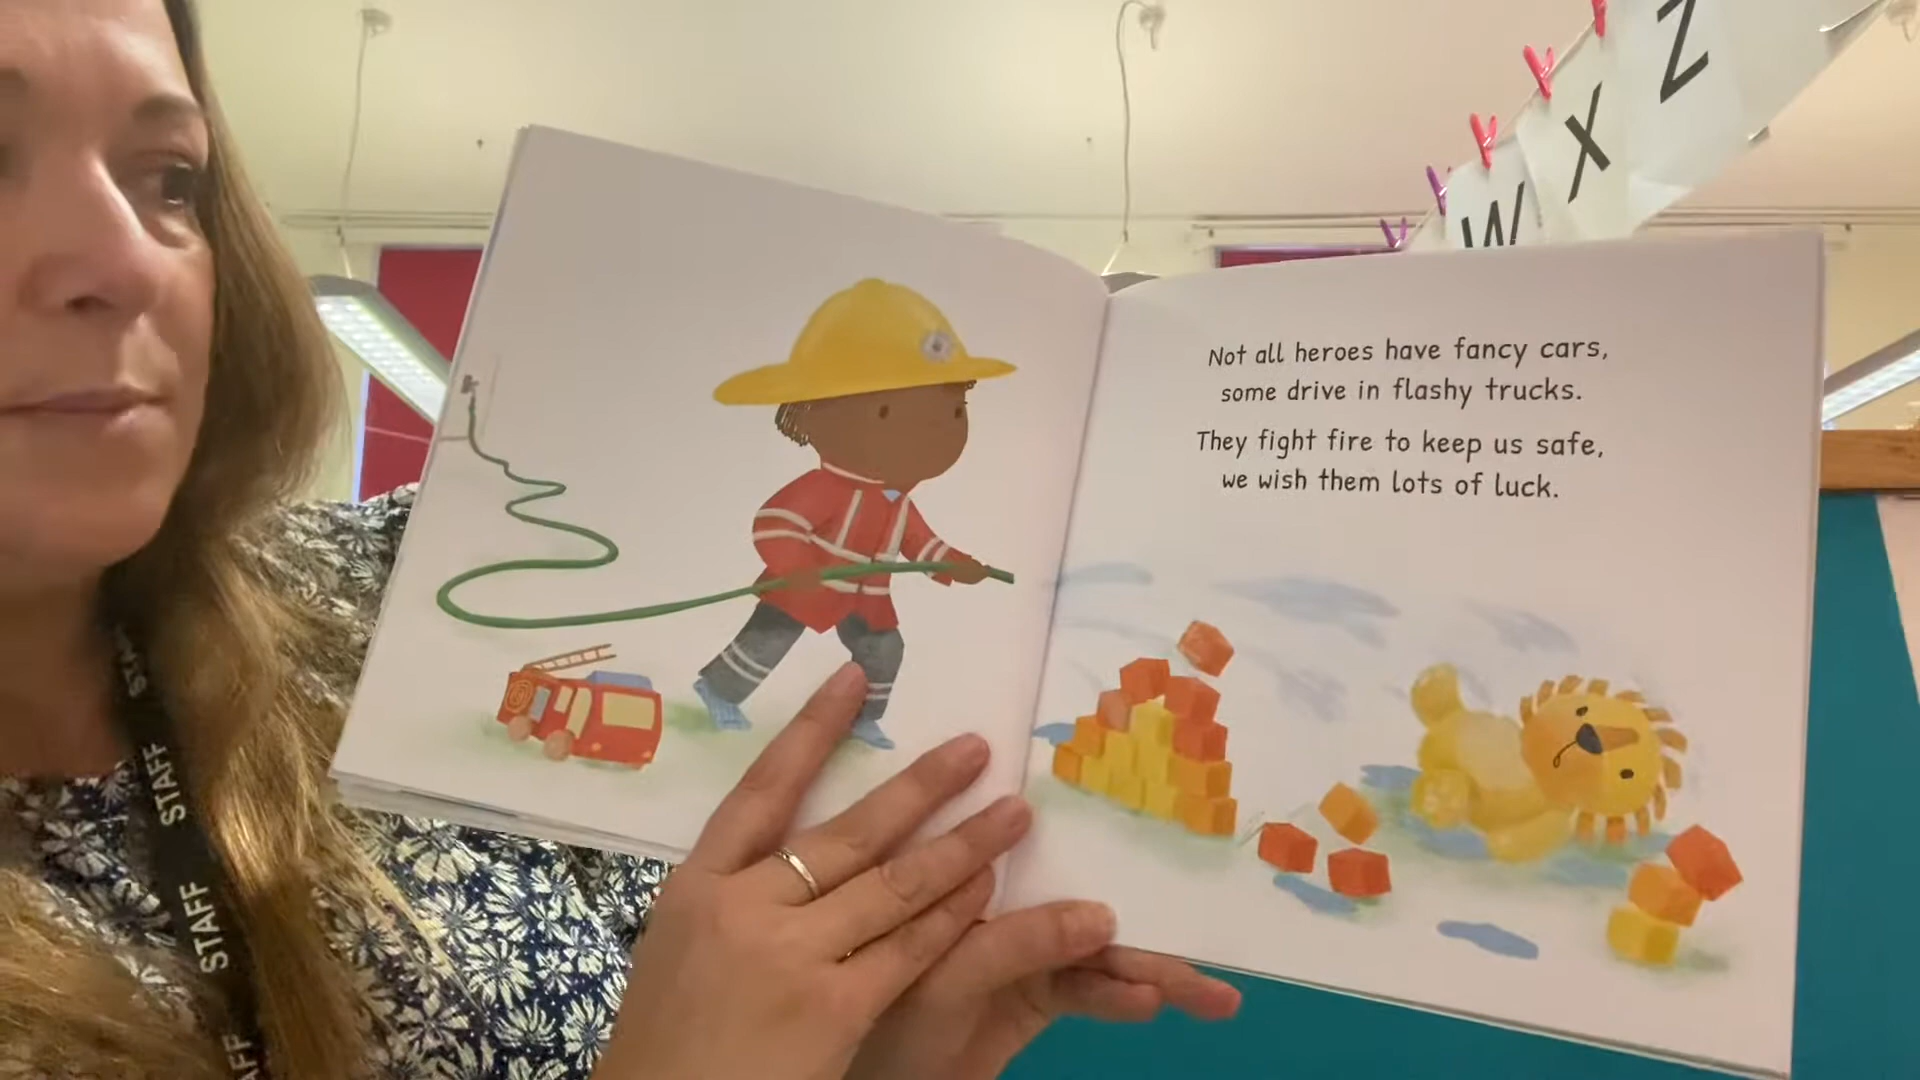 Z
X
W
Not all heroes have fancy cars,
some drive in flashy trucks.
They fight fire to keep us safe,
we wish them lots of luck.
STAFF
STAFF